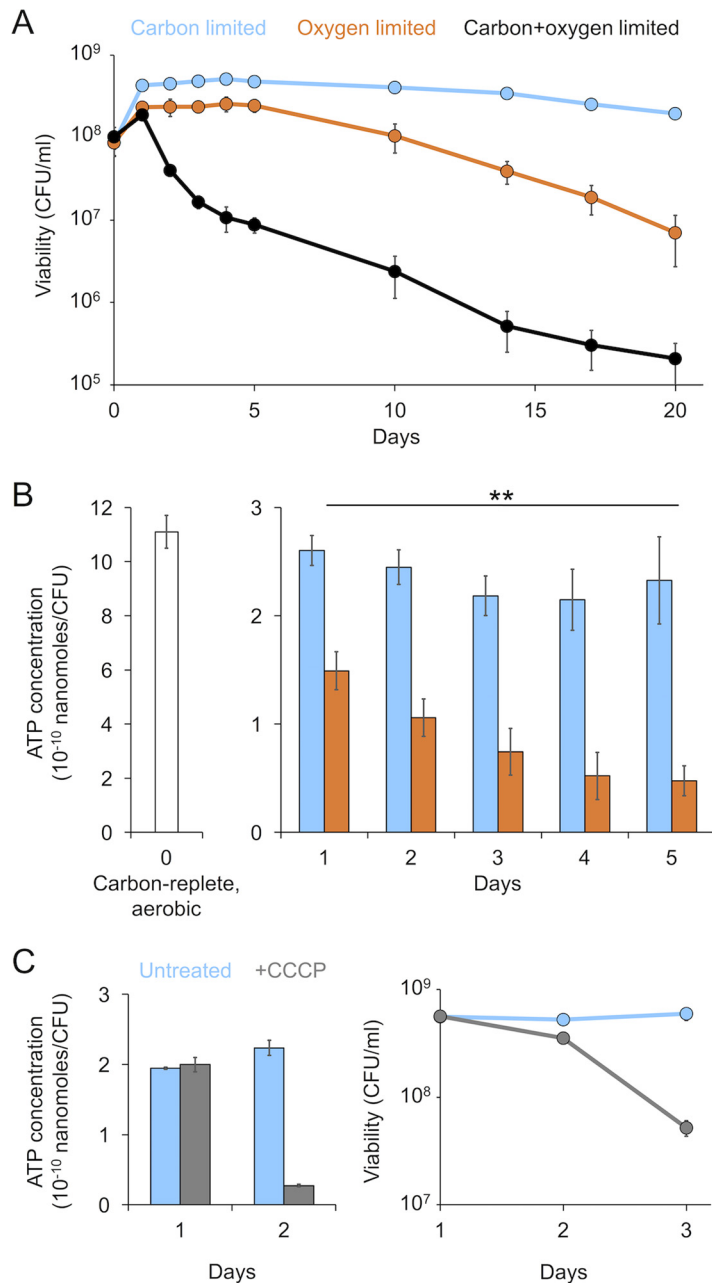 A
Carbon limited Oxygen limited Carbon+oxygen limited
Viability (CFU/ml)
10⁹
10⁸
10⁷
10⁶
10⁵
0 5 10 15 20
Days
B
ATP concentration
(10⁻¹⁰ nanomoles/CFU)
12
10
8
6
4
2
0
0
Carbon-replete,
aerobic
**
3
2
1
0
1 2 3 4 5
Days
C
Untreated +CCCP
ATP concentration
(10⁻¹⁰ nanomoles/CFU)
3
2
1
0
1 2
Days
Viability (CFU/ml)
10⁹
10⁸
10⁷
1 2 3
Days